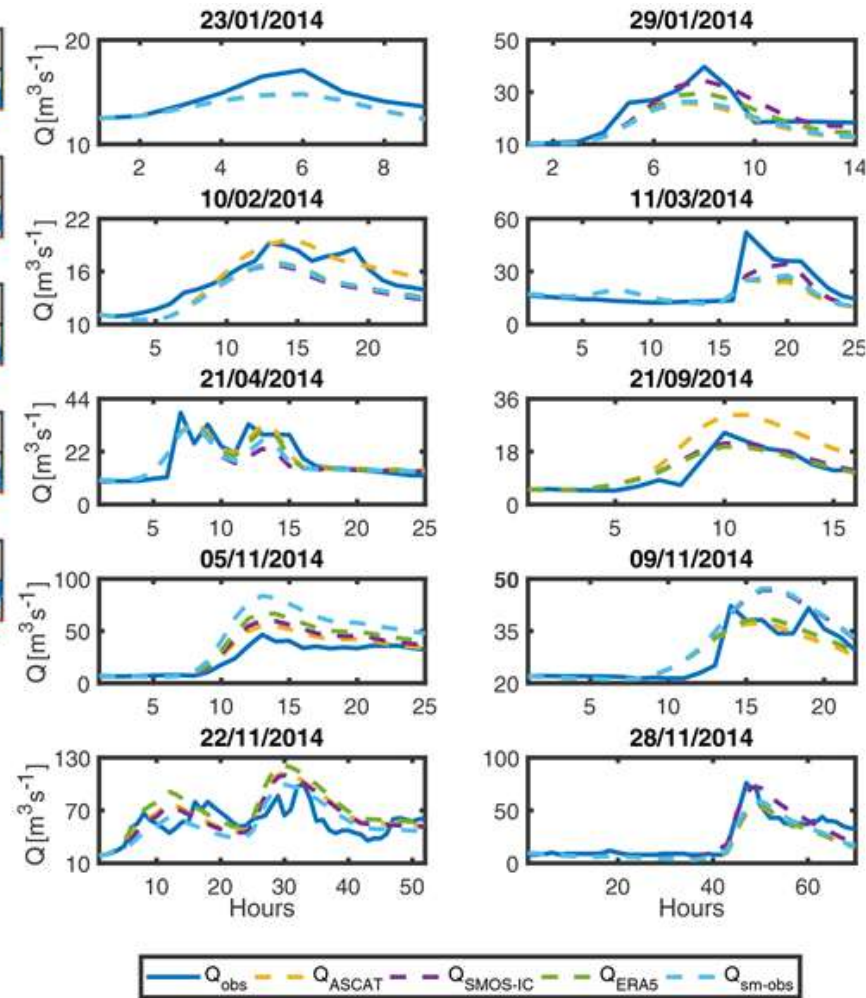 23/01/2014
29/01/2014
Q[m³s⁻¹]
20
10
2 4 6 8
50
30
10
2 6 10 14
10/02/2014
11/03/2014
Q[m³s⁻¹]
22
16
10
5 10 15 20
60
30
0
5 10 15 20 25
21/04/2014
21/09/2014
Q[m³s⁻¹]
44
22
0
5 10 15 20 25
36
18
0
5 10 15
05/11/2014
09/11/2014
Q[m³s⁻¹]
100
50
0
5 10 15 20 25
50
35
20
5 10 15 20
22/11/2014
28/11/2014
Q[m³s⁻¹]
130
70
10
10 20 30 40 50
Hours
100
50
0
20 40 60
Hours
Qobs QASCAT QSMOS-IC QERA5 Qsm-obs